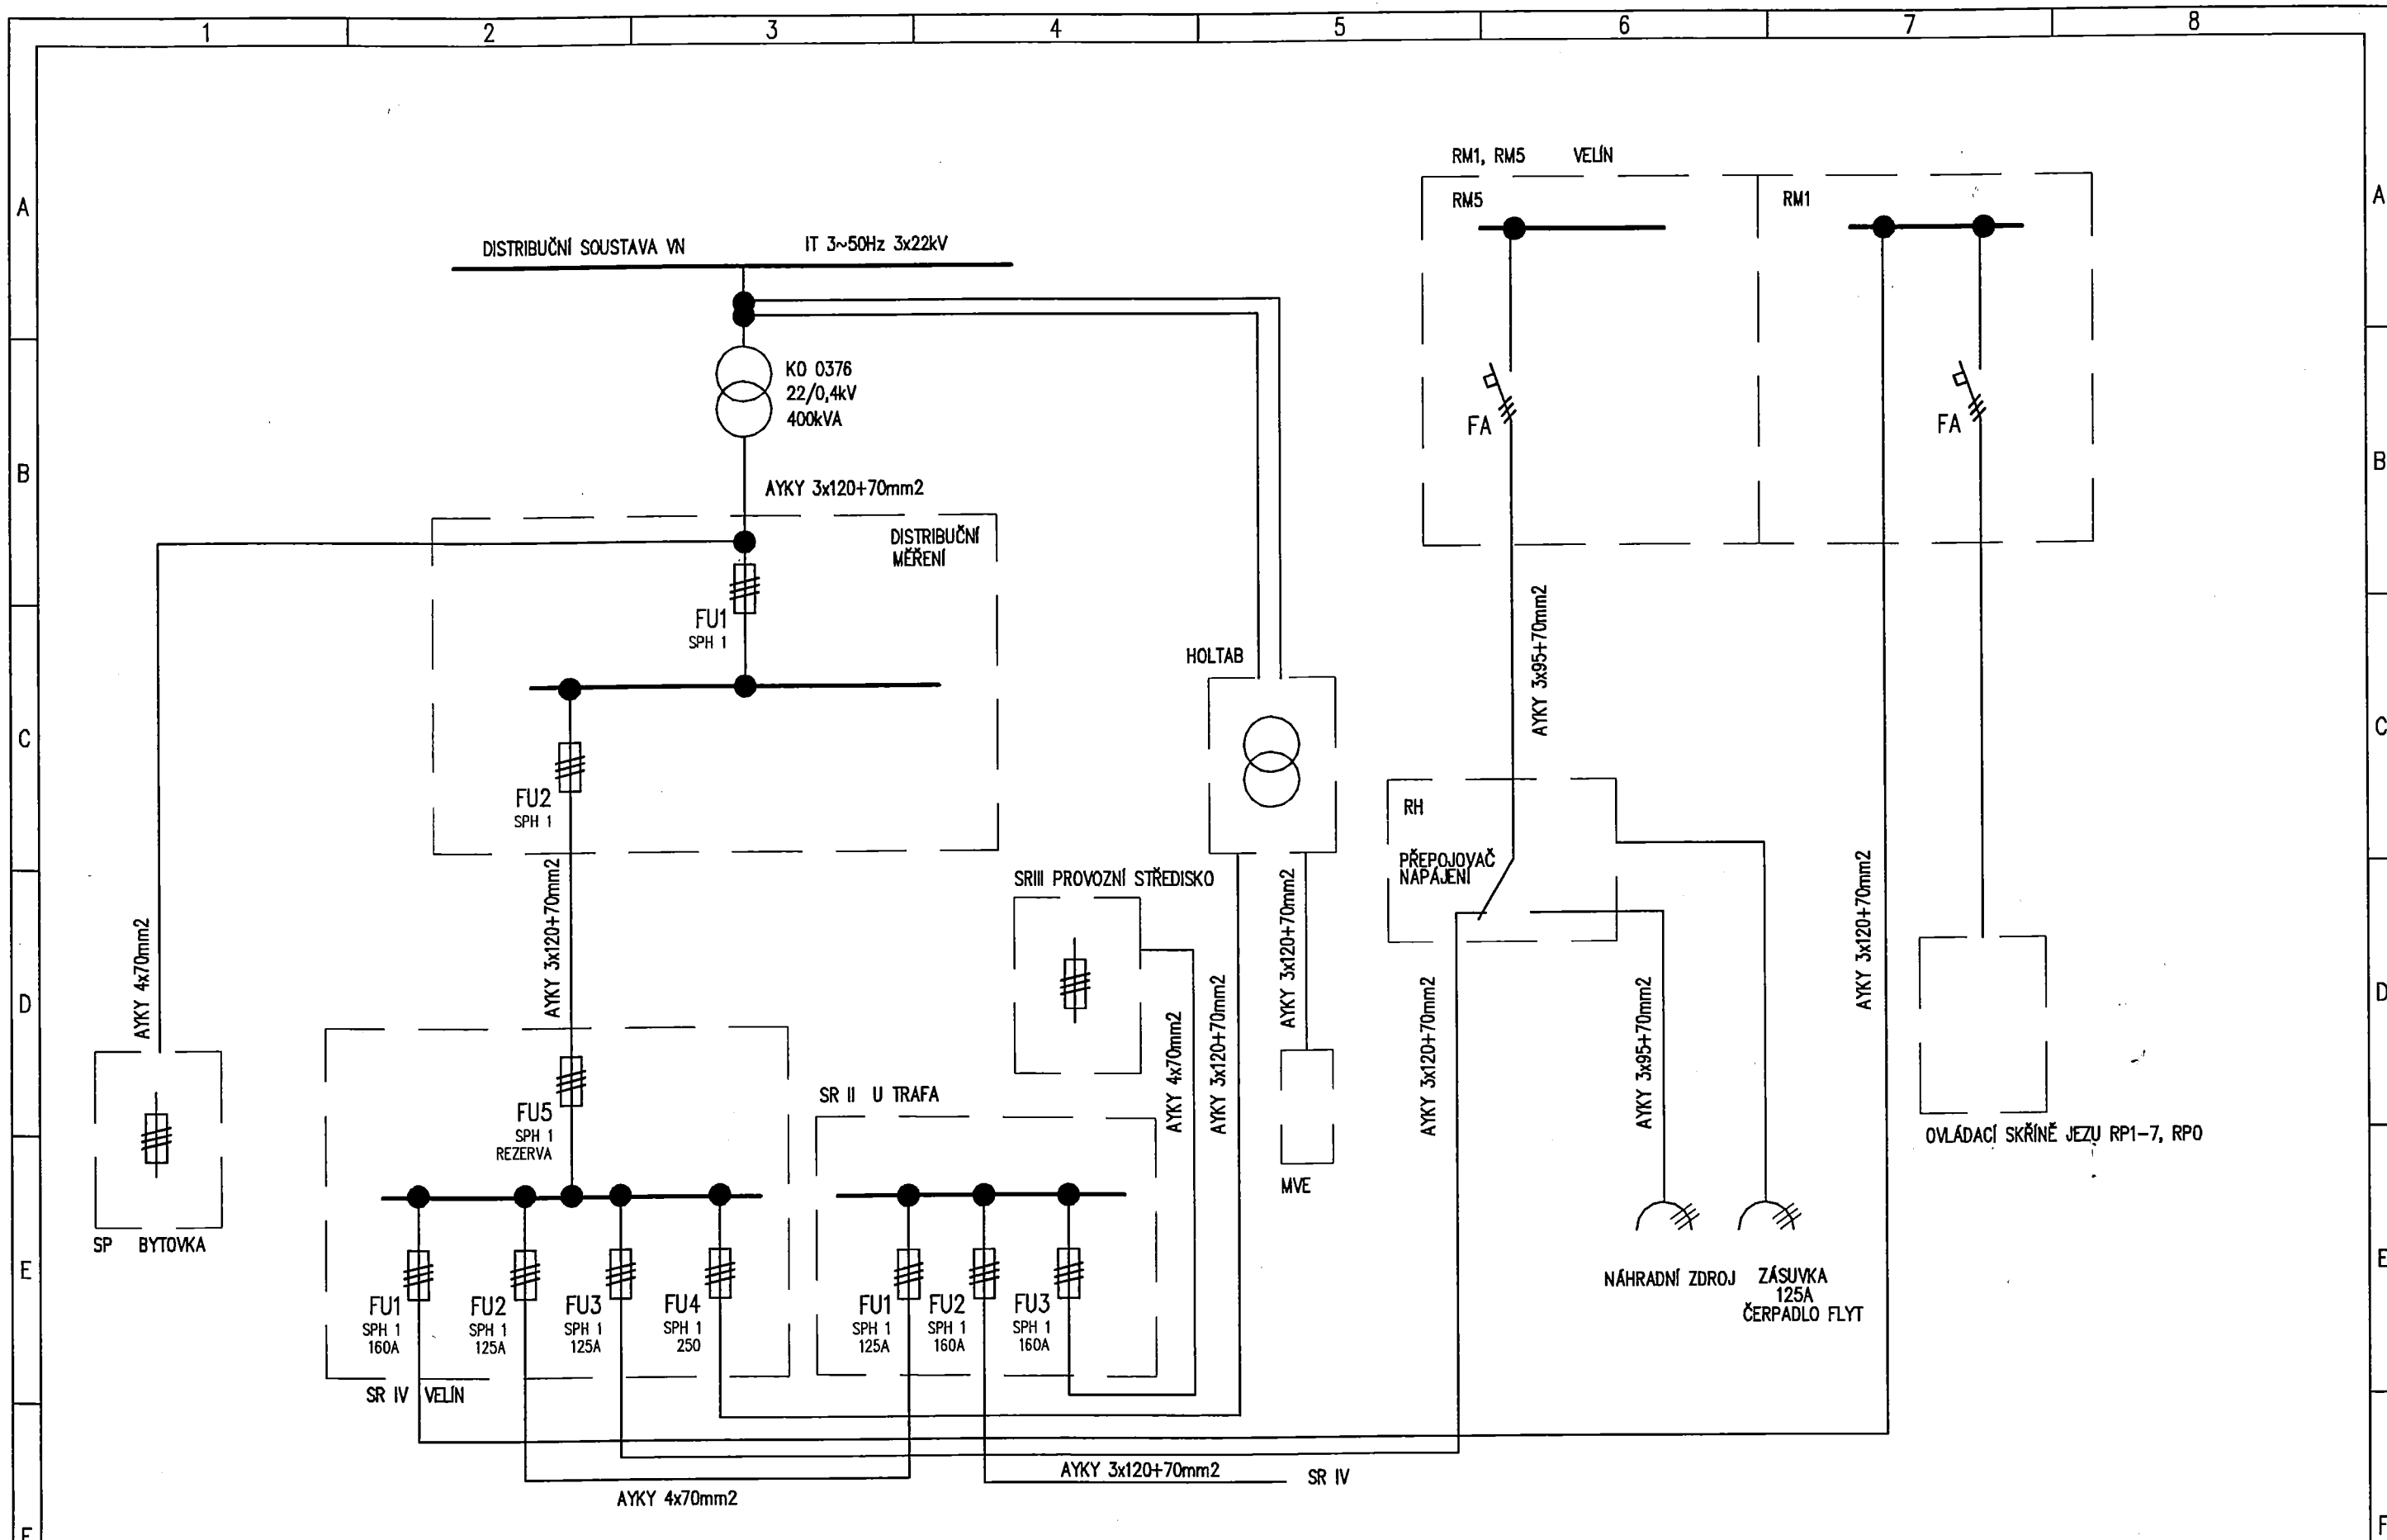 1 2 3 4 5 6 7 8
A A
RM1, RM5 VELÍN
RM5
RM1
DISTRIBUČNÍ SOUSTAVA VN IT 3~50Hz 3x22kV
KO 0376
22/0,4kV
400kVA
FA
FA
B B
AYKY 3x120+70mm2
DISTRIBUČNÍ
MĚŘENÍ
FU1
SPH 1
AYKY 3x95+70mm2
HOLTAB
C C
FU2
SPH 1
RH
PŘEPOJOVAČ
NAPÁJENÍ
SRIII PROVOZNÍ STŘEDISKO
AYKY 4x70mm2
AYKY 3x120+70mm2
AYKY 4x70mm2
AYKY 3x120+70mm2
AYKY 3x120+70mm2
AYKY 3x120+70mm2
AYKY 3x95+70mm2
AYKY 3x120+70mm2
D D
FU5
SPH 1
REZERVA
SR II U TRAFA
OVLÁDACÍ SKŘÍNĚ JEZU RP1-7, RP0
MVE
SP BYTOVKA
E E
NÁHRADNÍ ZDROJ
ZÁSUVKA
125A
ČERPADLO FLYT
FU1
SPH 1
160A
FU2
SPH 1
125A
FU3
SPH 1
125A
FU4
SPH 1
250
FU1
SPH 1
125A
FU2
SPH 1
160A
FU3
SPH 1
160A
SR IV VELÍN
AYKY 3x120+70mm2
SR IV
AYKY 4x70mm2
F F